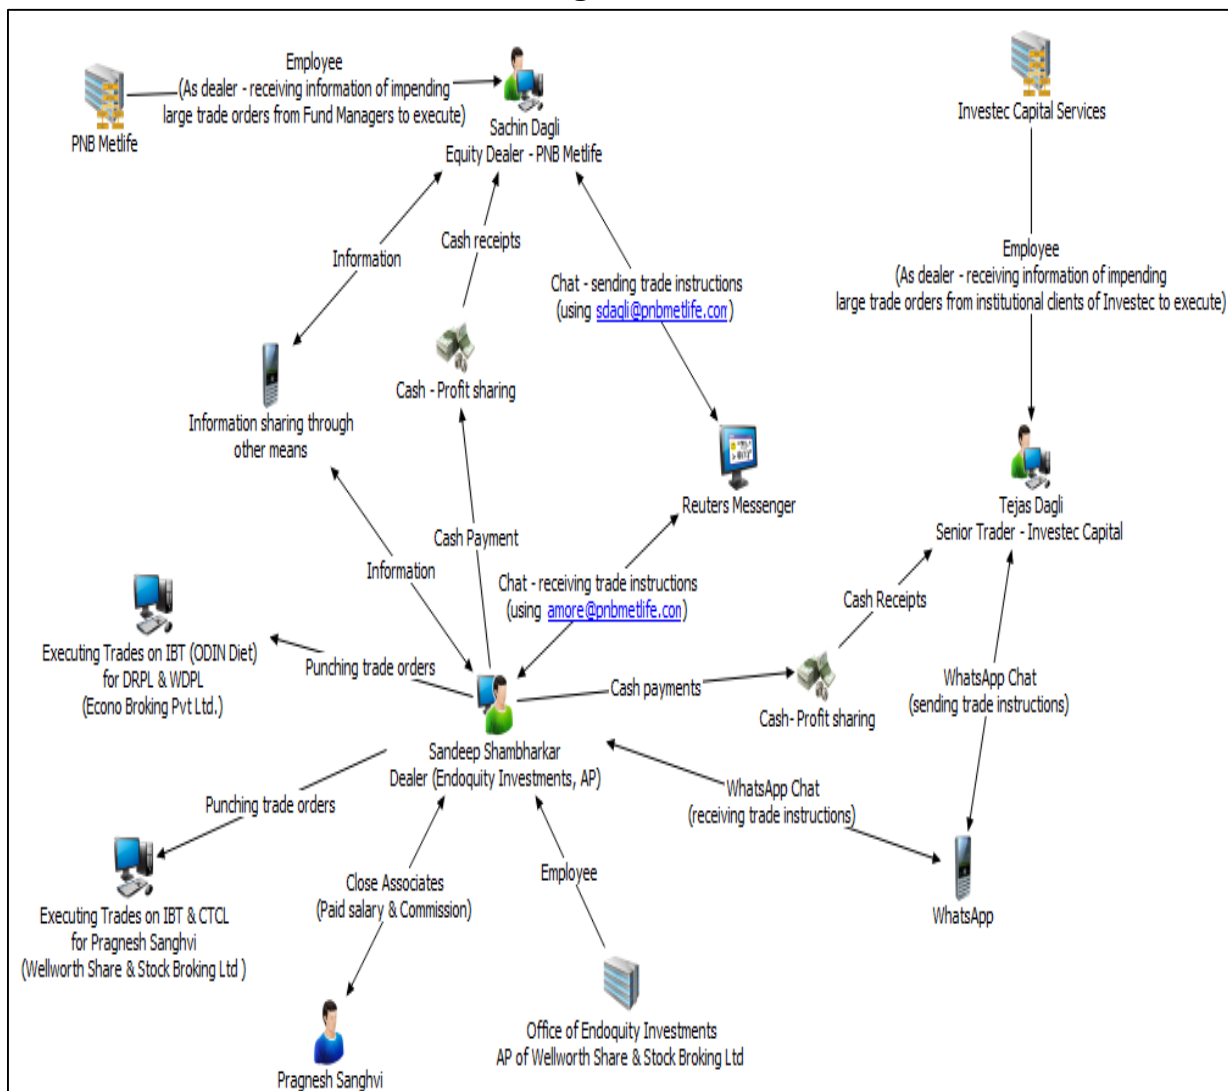 Employee
(As dealer - receiving information of impending
large trade orders from Fund Managers to execute)
PNB Metlife
Sachin Dagli
Equity Dealer - PNB Metlife
Investec Capital Services
Information
Cash receipts
Chat - sending trade instructions
(using sdagli@pnbmetlife.com)
Employee
(As dealer - receiving information of impending
large trade orders from institutional clients of Investec to execute)
Information sharing through
other means
Cash - Profit sharing
Reuters Messenger
Tejas Dagli
Senior Trader - Investec Capital
Cash Payment
Information
Chat - receiving trade instructions
(using amore@pnbmetlife.com)
Cash Receipts
Executing Trades on IBT (ODIN Diet)
for DRPL & WDPL
(Econo Broking Pvt Ltd.)
Punching trade orders
Cash payments
Cash- Profit sharing
WhatsApp Chat
(sending trade instructions)
Sandeep Shambharkar
Dealer (Endoquity Investments, AP)
WhatsApp Chat
(receiving trade instructions)
Punching trade orders
Executing Trades on IBT & CTCL
for Pragnesh Sanghvi
(Wellworth Share & Stock Broking Ltd )
Close Associates
(Paid salary & Commission)
Employee
WhatsApp
Pragnesh Sanghvi
Office of Endoquity Investments
AP of Wellworth Share & Stock Broking Ltd